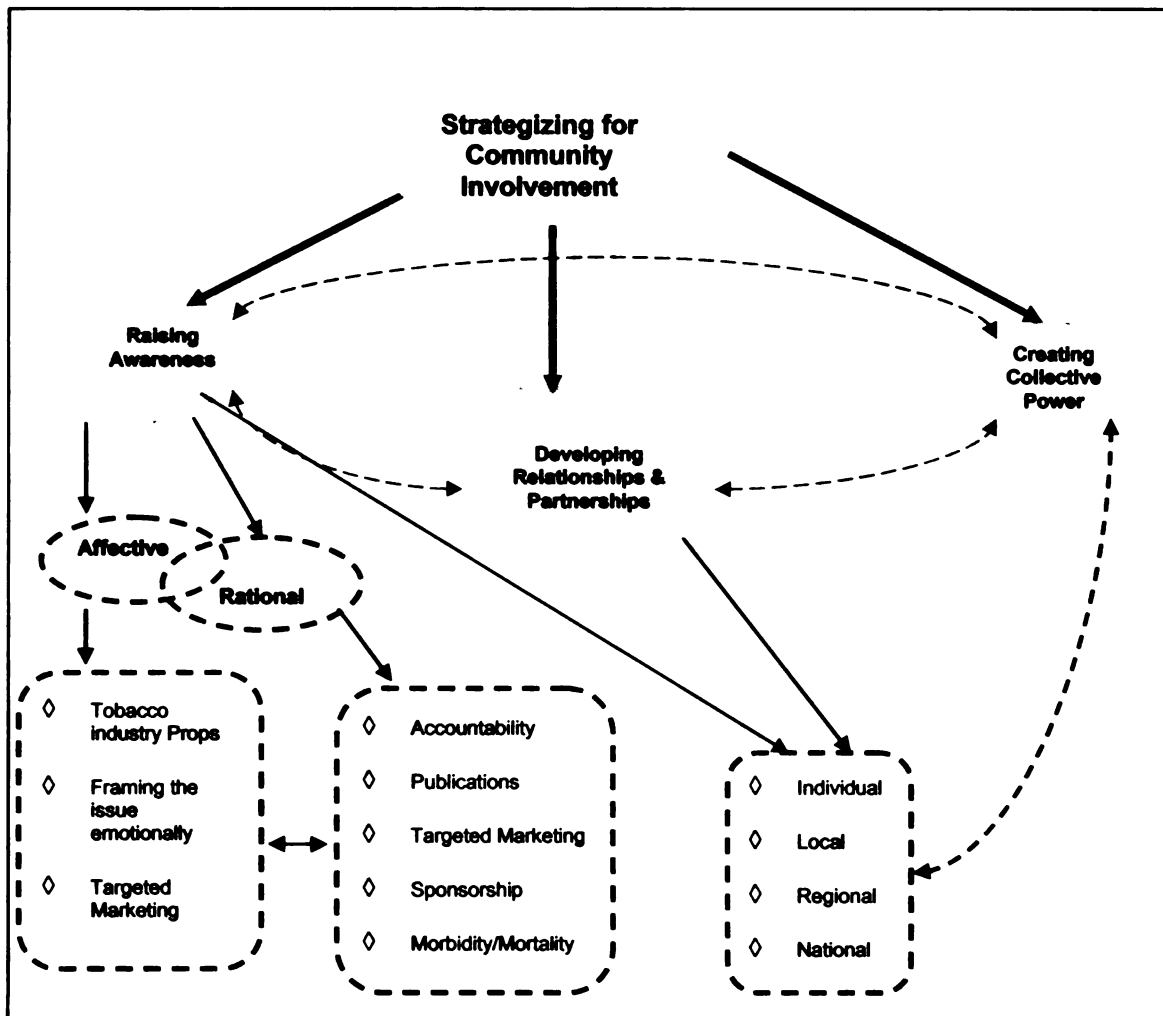 Strategizing for
Community
Involvement
Raising
Awareness
Creating
Collective
Power
Developing
Relationships &
Partnerships
Affective
Rational
◊ Tobacco
industry Props
◊ Framing the
issue
emotionally
◊ Targeted
Marketing
◊ Accountability
◊ Publications
◊ Targeted Marketing
◊ Sponsorship
◊ Morbidity/Mortality
◊ Individual
◊ Local
◊ Regional
◊ National